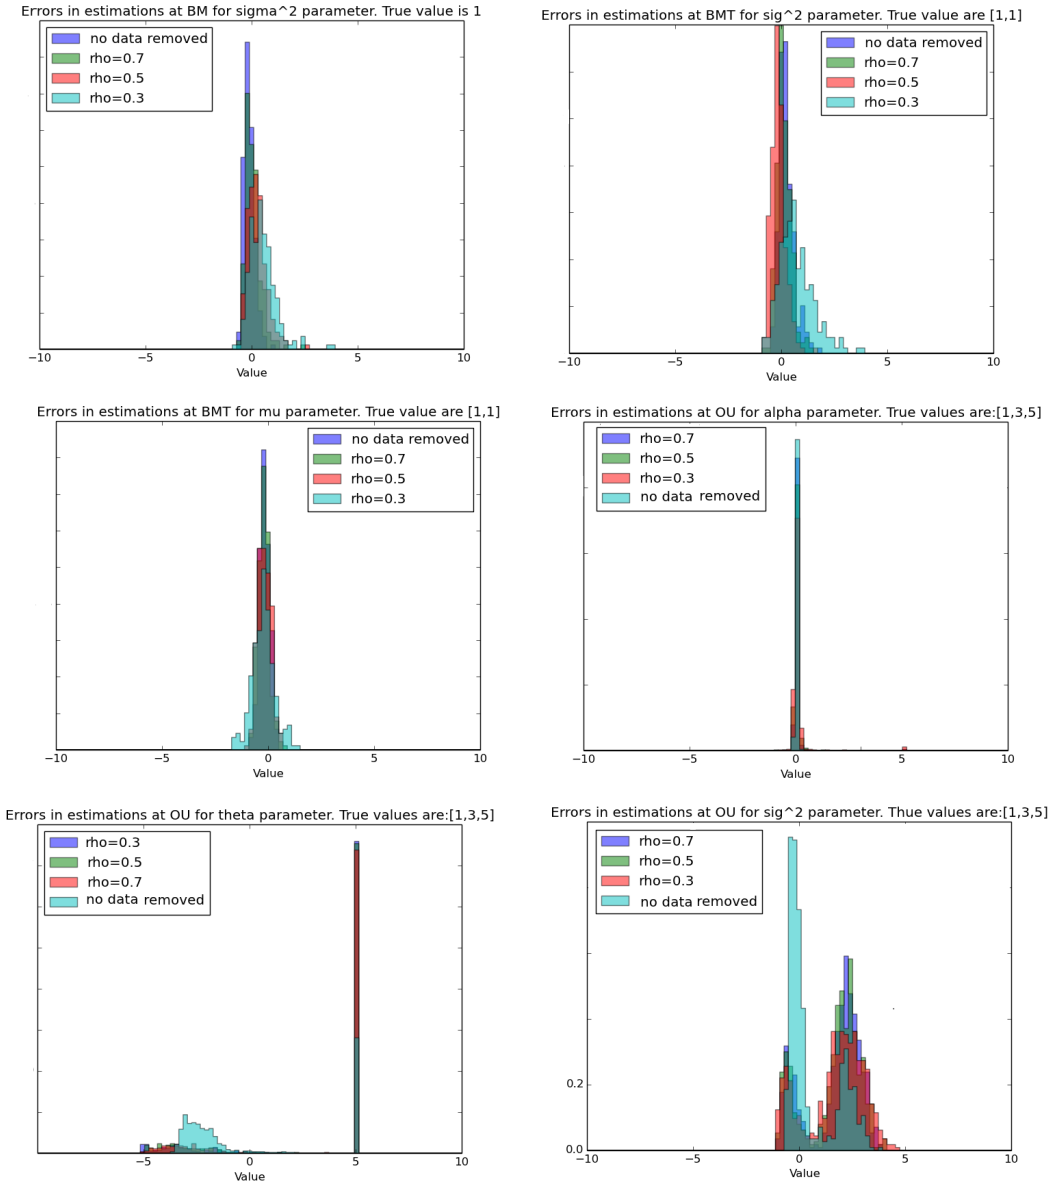 Errors in estimations at BM for sigma^2 parameter. True value is 1
no data removed
rho=0.7
rho=0.5
rho=0.3
−10 −5 0 5 10
Value
Errors in estimations at BMT for sig^2 parameter. True value are [1,1]
no data removed
rho=0.7
rho=0.5
rho=0.3
−10 −5 0 5 10
Value
Errors in estimations at BMT for mu parameter. True value are [1,1]
no data removed
rho=0.7
rho=0.5
rho=0.3
−10 −5 0 5 10
Value
Errors in estimations at OU for alpha parameter. True values are:[1,3,5]
rho=0.7
rho=0.5
rho=0.3
no data removed
−10 −5 0 5 10
Value
Errors in estimations at OU for theta parameter. True values are:[1,3,5]
rho=0.3
rho=0.5
rho=0.7
no data removed
−5 0 5 10
Value
Errors in estimations at OU for sig^2 parameter. Thue values are:[1,3,5]
rho=0.7
rho=0.5
rho=0.3
no data removed
0.2
0.0
−10 −5 0 5 10
Value